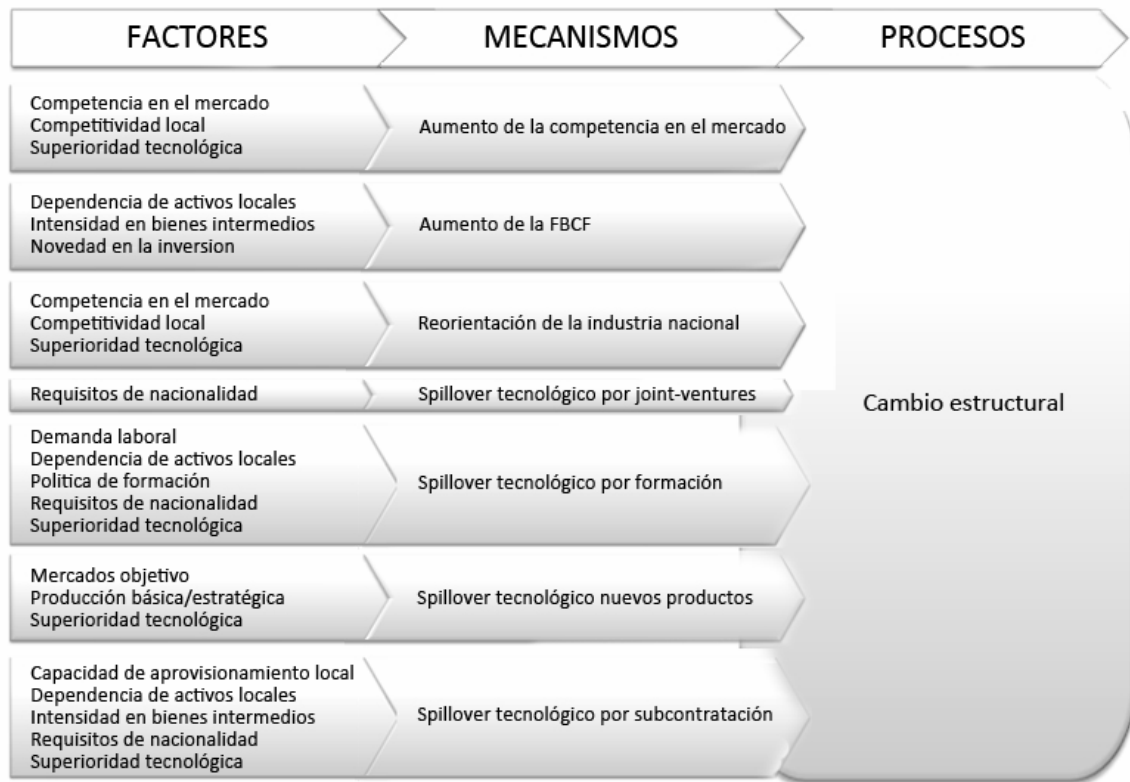 FACTORES
MECANISMOS
PROCESOS
Competencia en el mercado
Competitividad local
Superioridad tecnológica
Aumento de la competencia en el mercado
Dependencia de activos locales
Intensidad en bienes intermedios
Novedad en la inversion
Aumento de la FBCF
Competencia en el mercado
Competitividad local
Superioridad tecnológica
Reorientación de la industria nacional
Requisitos de nacionalidad
Spillover tecnológico por joint-ventures
Demanda laboral
Dependencia de activos locales
Politica de formación
Requisitos de nacionalidad
Superioridad tecnológica
Spillover tecnológico por formación
Mercados objetivo
Producción básica/estratégica
Superioridad tecnológica
Spillover tecnológico nuevos productos
Capacidad de aprovisionamiento local
Dependencia de activos locales
Intensidad en bienes intermedios
Requisitos de nacionalidad
Superioridad tecnológica
Spillover tecnológico por subcontratación
Cambio estructural